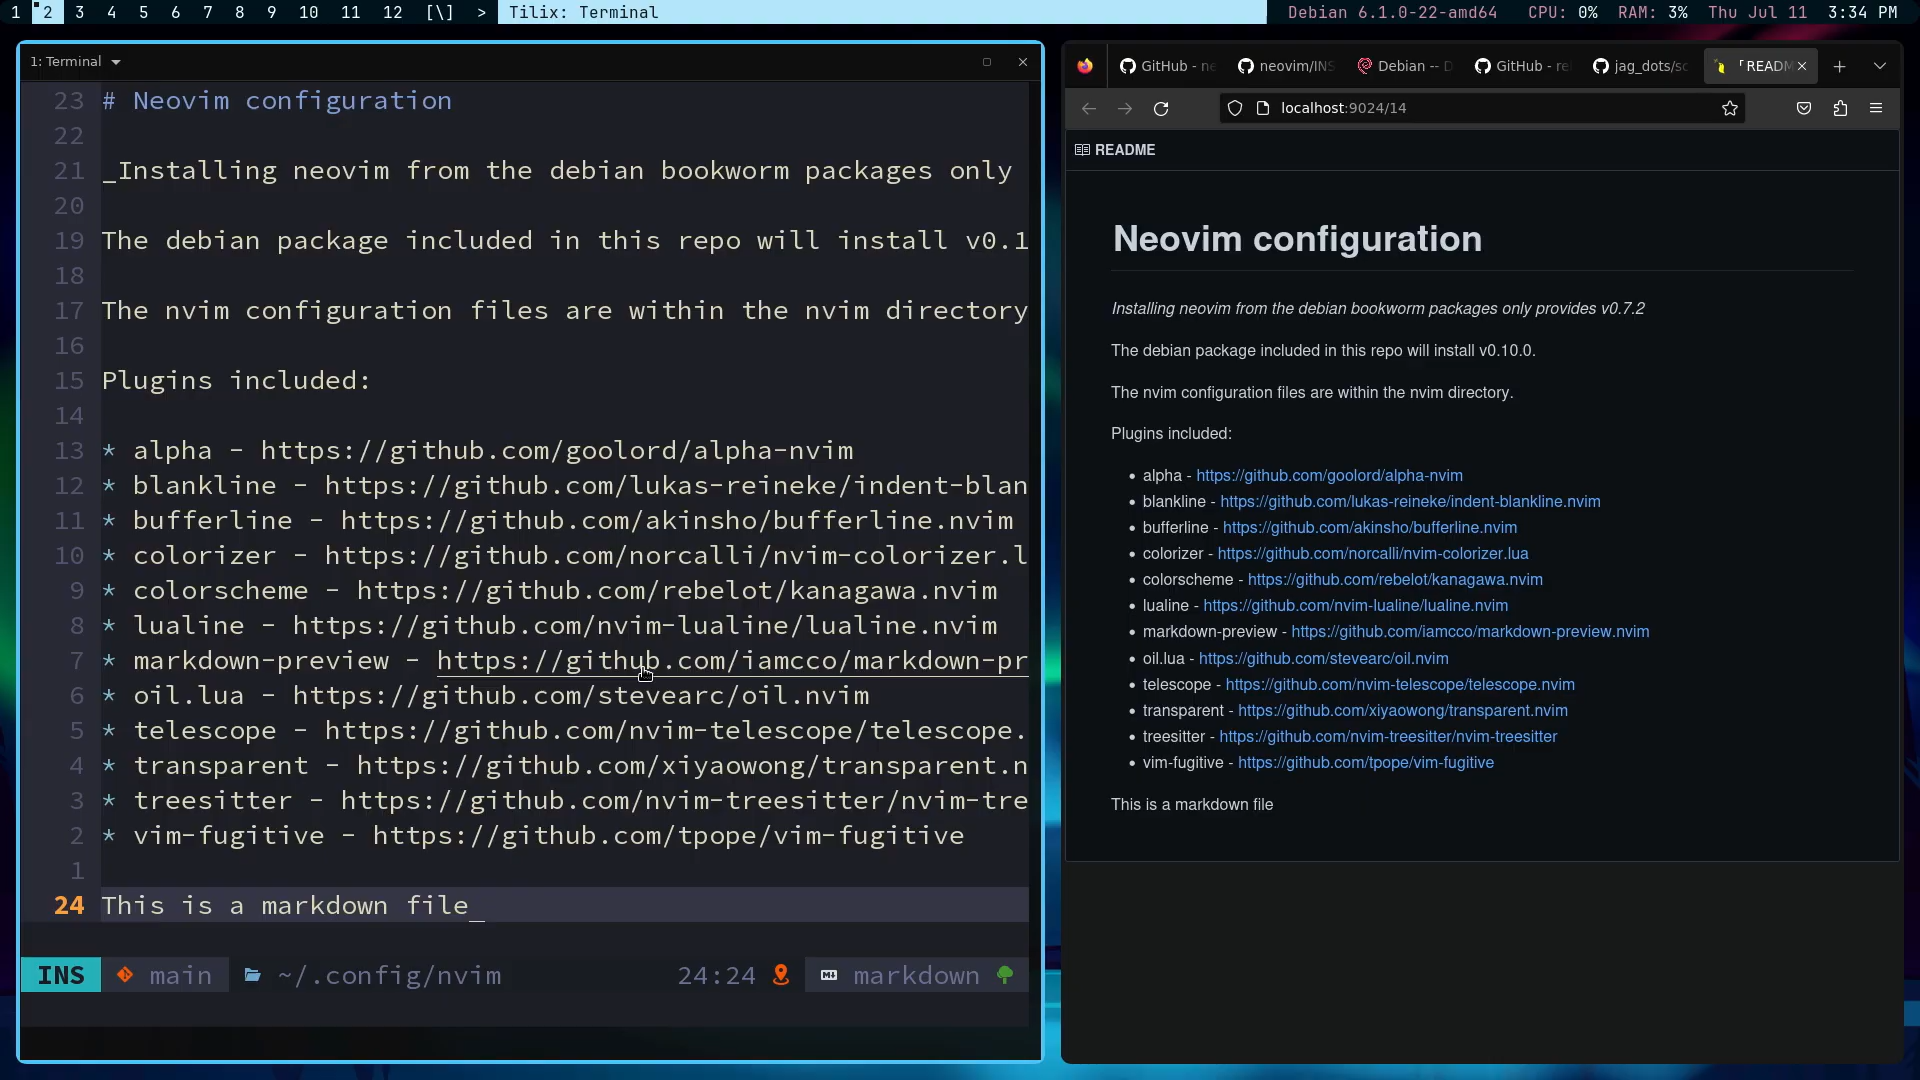 1 2 3 4 5 6 7 8 9 10 11 12 [\] > Tilix: Terminal Debian 6.1.0-22-amd64 CPU: 0% RAM: 3% Thu Jul 11 3:34 PM
1: Terminal
23 # Neovim configuration
22
21 _Installing neovim from the debian bookworm packages only
20
19 The debian package included in this repo will install v0.1
18
17 The nvim configuration files are within the nvim directory
16
15 Plugins included:
14
13 * alpha - https://github.com/goolord/alpha-nvim
12 * blankline - https://github.com/lukas-reineke/indent-blan
11 * bufferline - https://github.com/akinsho/bufferline.nvim
10 * colorizer - https://github.com/norcalli/nvim-colorizer.l
9 * colorscheme - https://github.com/rebelot/kanagawa.nvim
8 * lualine - https://github.com/nvim-lualine/lualine.nvim
7 * markdown-preview - https://github.com/iamcco/markdown-pr
6 * oil.lua - https://github.com/stevearc/oil.nvim
5 * telescope - https://github.com/nvim-telescope/telescope.
4 * transparent - https://github.com/xiyaowong/transparent.n
3 * treesitter - https://github.com/nvim-treesitter/nvim-tre
2 * vim-fugitive - https://github.com/tpope/vim-fugitive
1
24 This is a markdown file
INS main ~/.config/nvim 24:24 markdown
GitHub - ne neovim/INS Debian -- D GitHub - re jag_dots/sc 「READM
localhost:9024/14
README
Neovim configuration
Installing neovim from the debian bookworm packages only provides v0.7.2
The debian package included in this repo will install v0.10.0.
The nvim configuration files are within the nvim directory.
Plugins included:
• alpha - https://github.com/goolord/alpha-nvim
• blankline - https://github.com/lukas-reineke/indent-blankline.nvim
• bufferline - https://github.com/akinsho/bufferline.nvim
• colorizer - https://github.com/norcalli/nvim-colorizer.lua
• colorscheme - https://github.com/rebelot/kanagawa.nvim
• lualine - https://github.com/nvim-lualine/lualine.nvim
• markdown-preview - https://github.com/iamcco/markdown-preview.nvim
• oil.lua - https://github.com/stevearc/oil.nvim
• telescope - https://github.com/nvim-telescope/telescope.nvim
• transparent - https://github.com/xiyaowong/transparent.nvim
• treesitter - https://github.com/nvim-treesitter/nvim-treesitter
• vim-fugitive - https://github.com/tpope/vim-fugitive
This is a markdown file